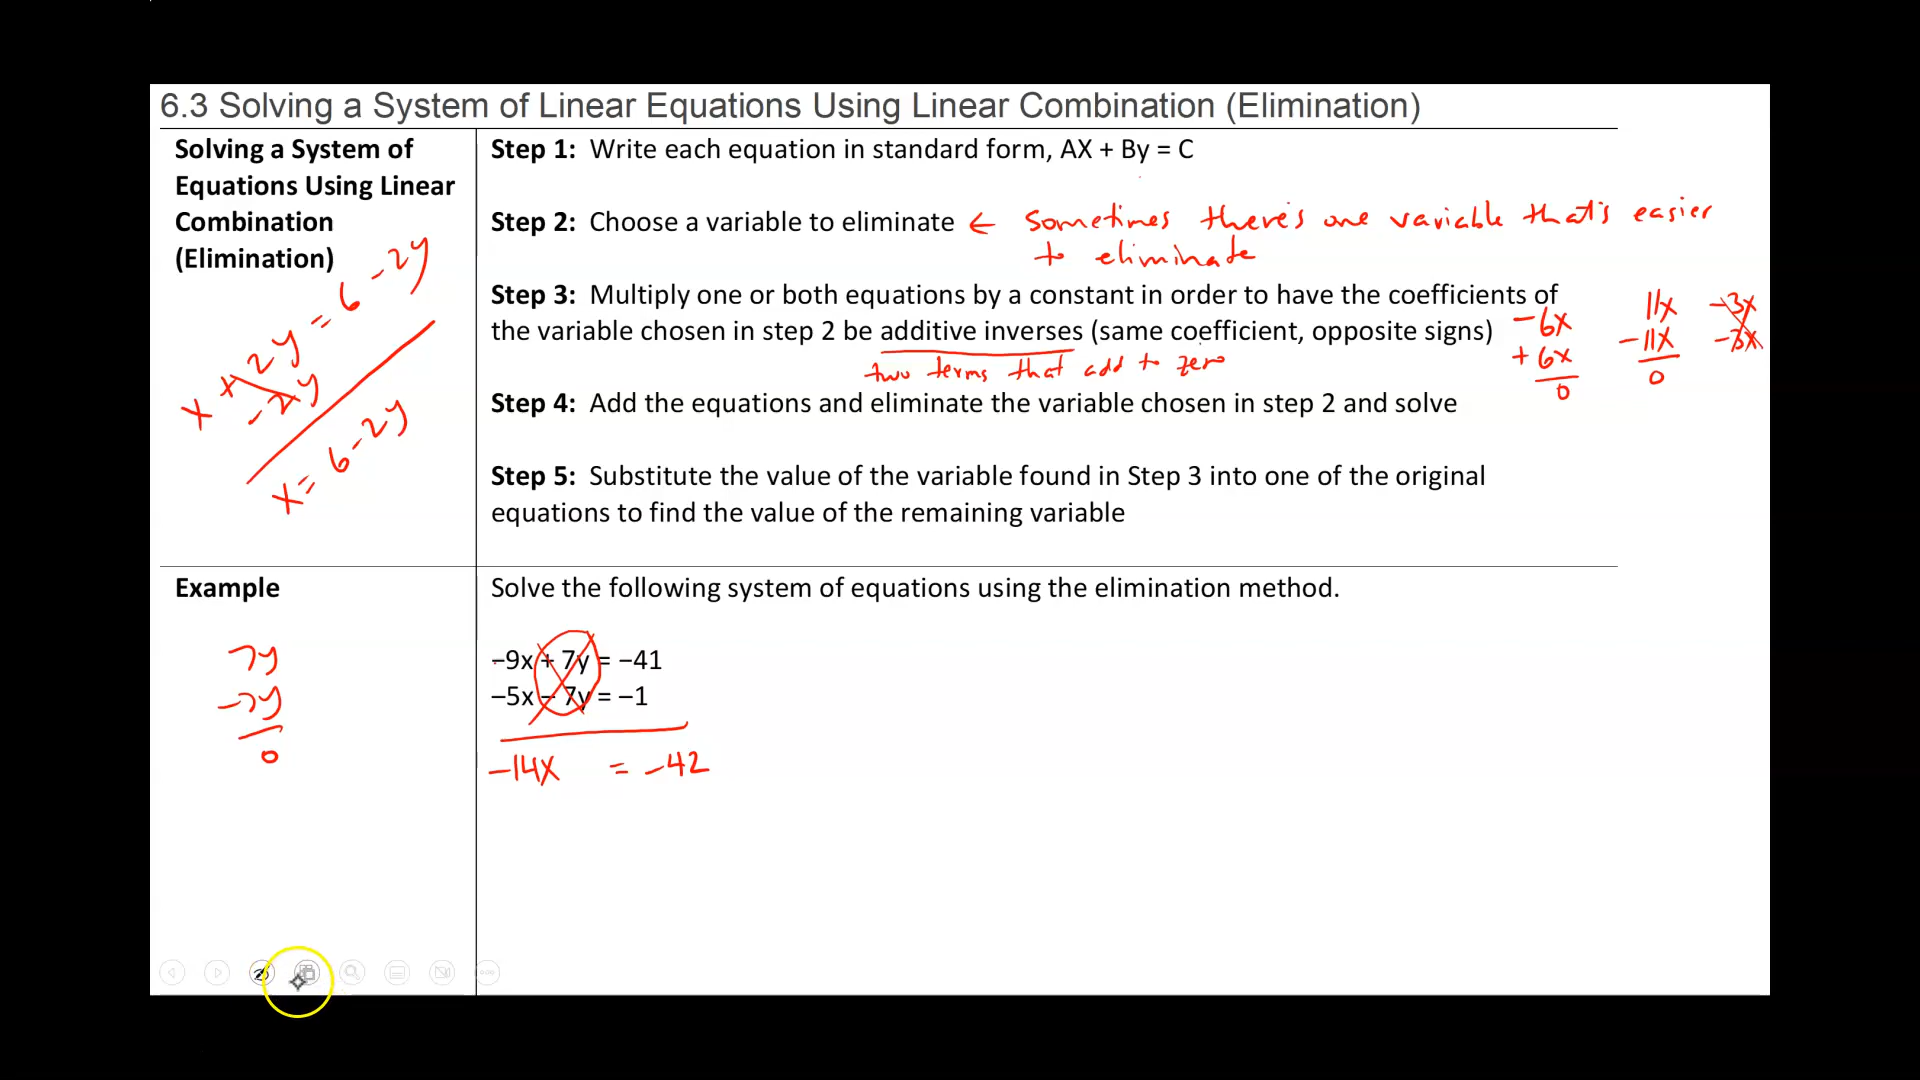 6.3 Solving a System of Linear Equations Using Linear Combination (Elimination)
Solving a System of
Equations Using Linear
Combination
(Elimination)
x + 2y = 6 - 2y
- 2y
x = 6 - 2y
Step 1: Write each equation in standard form, AX + By = C
Step 2: Choose a variable to eliminate ← Sometimes there's one variable that's easier
to eliminate
Step 3: Multiply one or both equations by a constant in order to have the coefficients of
the variable chosen in step 2 be additive inverses (same coefficient, opposite signs)
two terms that add to zero
-6x
+6x
0
11x
-11x
0
-3x
-3x
Step 4: Add the equations and eliminate the variable chosen in step 2 and solve
Step 5: Substitute the value of the variable found in Step 3 into one of the original
equations to find the value of the remaining variable
Example
7y
-7y
0
Solve the following system of equations using the elimination method.
−9x + 7y = −41
−5x − 7y = −1
-14x = -42